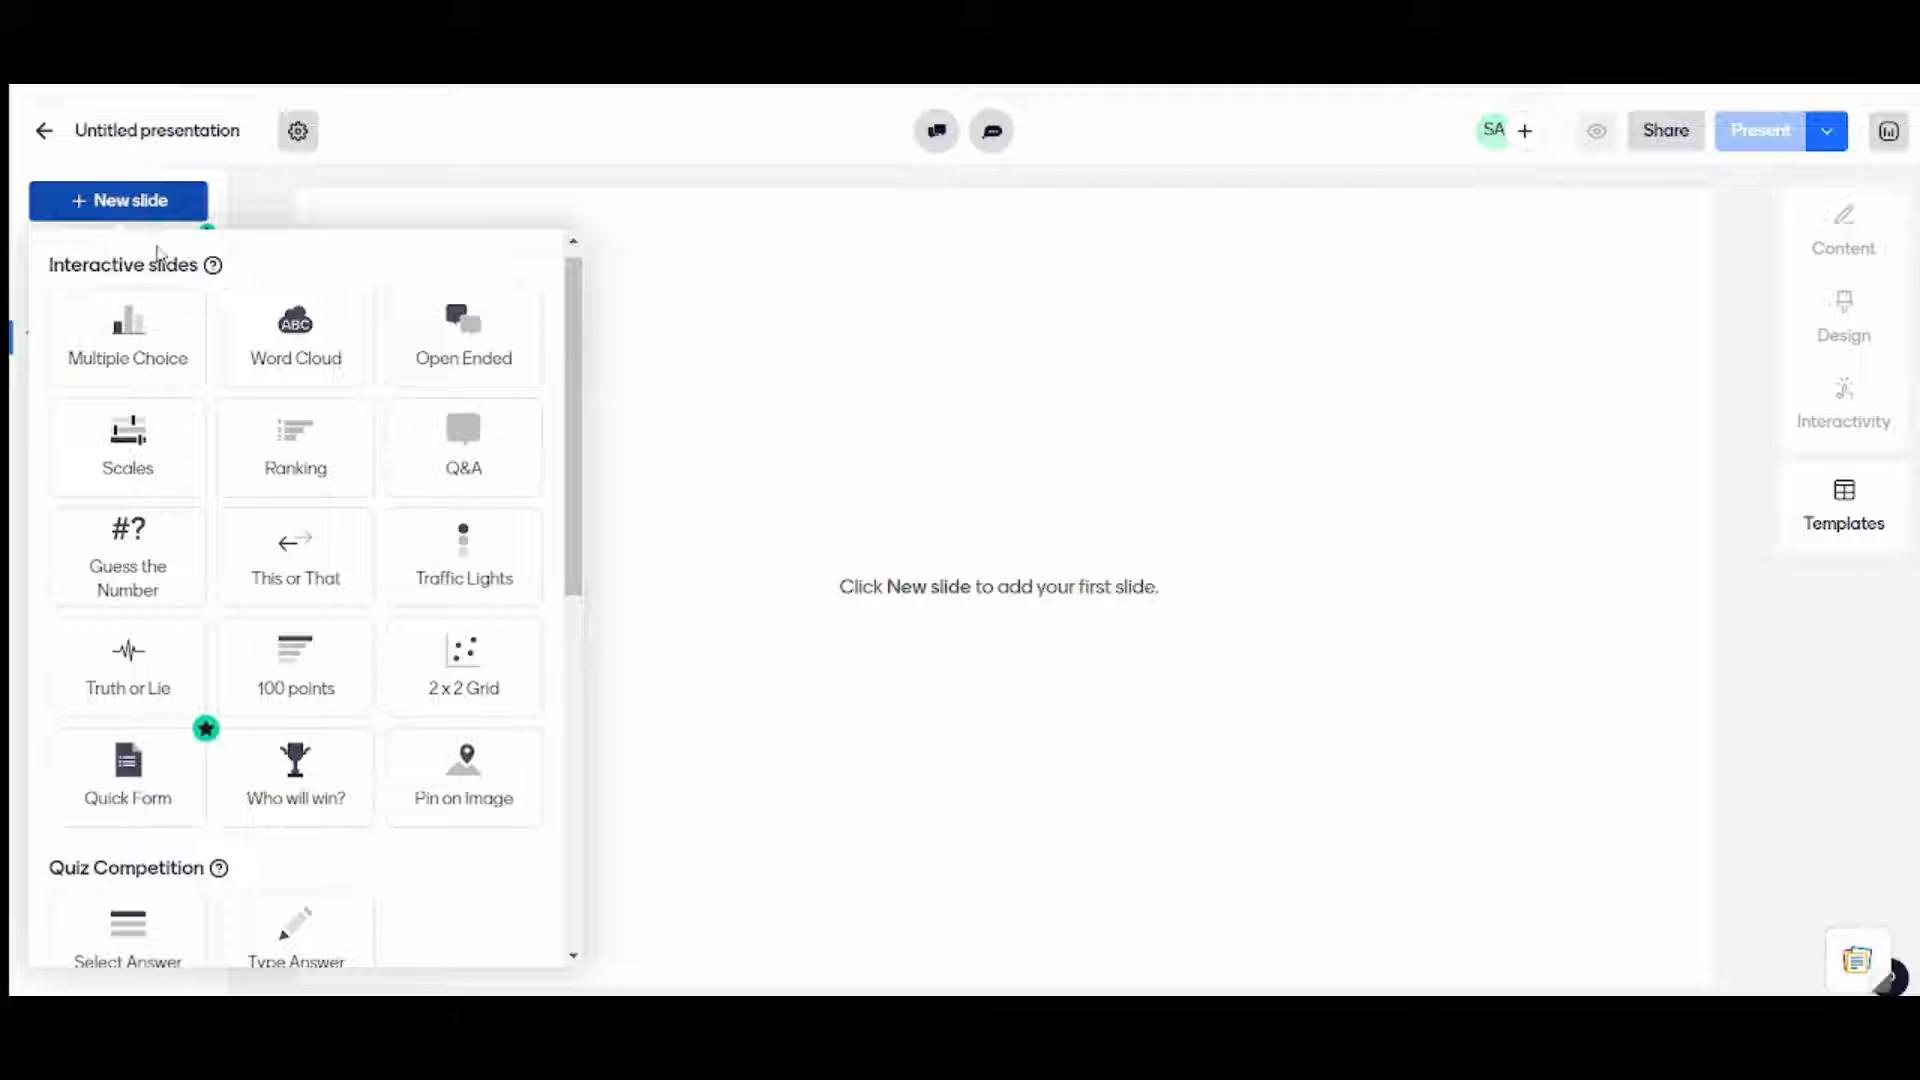 Untitled presentation
SA
Share
Present
+ New slide
Interactive slides
Multiple Choice
ABC
Word Cloud
Open Ended
Scales
Ranking
Q&A
#?
Guess the
Number
This or That
Traffic Lights
Truth or Lie
100 points
2 x 2 Grid
Quick Form
Who will win?
Pin on Image
Quiz Competition
Select Answer
Type Answer
Click New slide to add your first slide.
Content
Design
Interactivity
Templates